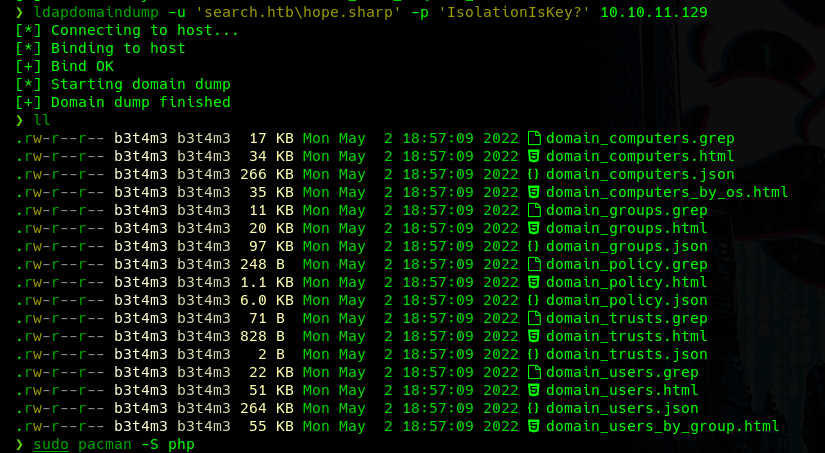 ❯ ldapdomaindump -u 'search.htb\hope.sharp' -p 'IsolationIsKey?' 10.10.11.129
[*] Connecting to host...
[*] Binding to host
[+] Bind OK
[*] Starting domain dump
[+] Domain dump finished
❯ ll
.rw-r--r-- b3t4m3 b3t4m3  17 KB Mon May  2 18:57:09 2022 domain_computers.grep
.rw-r--r-- b3t4m3 b3t4m3  34 KB Mon May  2 18:57:09 2022 domain_computers.html
.rw-r--r-- b3t4m3 b3t4m3 266 KB Mon May  2 18:57:09 2022 {} domain_computers.json
.rw-r--r-- b3t4m3 b3t4m3  35 KB Mon May  2 18:57:09 2022 domain_computers_by_os.html
.rw-r--r-- b3t4m3 b3t4m3  11 KB Mon May  2 18:57:09 2022 domain_groups.grep
.rw-r--r-- b3t4m3 b3t4m3  20 KB Mon May  2 18:57:09 2022 domain_groups.html
.rw-r--r-- b3t4m3 b3t4m3  97 KB Mon May  2 18:57:09 2022 {} domain_groups.json
.rw-r--r-- b3t4m3 b3t4m3 248 B  Mon May  2 18:57:09 2022 domain_policy.grep
.rw-r--r-- b3t4m3 b3t4m3 1.1 KB Mon May  2 18:57:09 2022 domain_policy.html
.rw-r--r-- b3t4m3 b3t4m3 6.0 KB Mon May  2 18:57:09 2022 {} domain_policy.json
.rw-r--r-- b3t4m3 b3t4m3  71 B  Mon May  2 18:57:09 2022 domain_trusts.grep
.rw-r--r-- b3t4m3 b3t4m3 828 B  Mon May  2 18:57:09 2022 domain_trusts.html
.rw-r--r-- b3t4m3 b3t4m3   2 B  Mon May  2 18:57:09 2022 {} domain_trusts.json
.rw-r--r-- b3t4m3 b3t4m3  22 KB Mon May  2 18:57:09 2022 domain_users.grep
.rw-r--r-- b3t4m3 b3t4m3  51 KB Mon May  2 18:57:09 2022 domain_users.html
.rw-r--r-- b3t4m3 b3t4m3 264 KB Mon May  2 18:57:09 2022 {} domain_users.json
.rw-r--r-- b3t4m3 b3t4m3  55 KB Mon May  2 18:57:09 2022 domain_users_by_group.html
❯ sudo pacman -S php